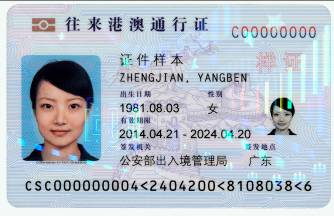 往来港澳通行证 C00000000
证件样本 样证
ZHENGJIAN, YANGBEN
出生日期 性别
1981.08.03 女
有效期限
2014.04.21 - 2024.04.20
签发机关 签发地点
公安部出入境管理局 广东
CSC000000004<2404200<8108038<6